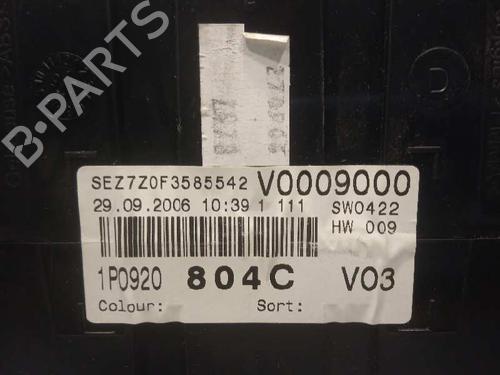 SEZ7Z0F3585542 V0009000
29.09.2006 10:39 1 111 SW0422
HW 009
1P0920 804C V03
Colour: Sort:
B-PARTS
D